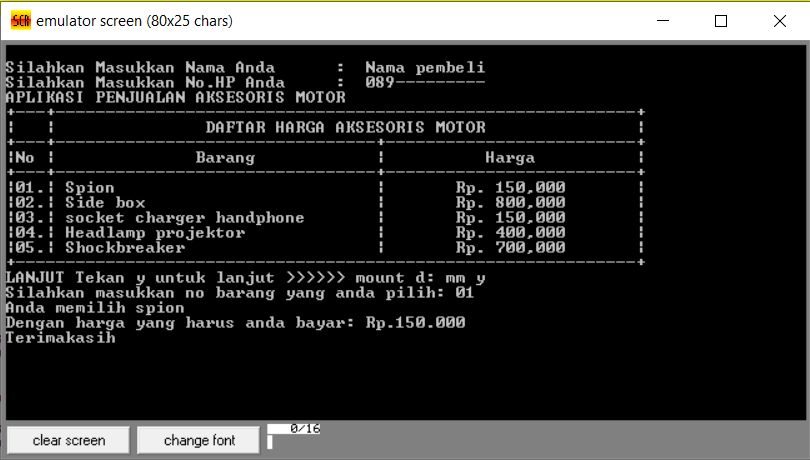 SCR emulator screen (80x25 chars)
Silahkan Masukkan Nama Anda : Nama pembeli
Silahkan Masukkan No.HP Anda : 089----------
APLIKASI PENJUALAN AKSESORIS MOTOR
DAFTAR HARGA AKSESORIS MOTOR
No Barang Harga
01. Spion Rp. 150,000
02. Side box Rp. 800,000
03. socket charger handphone Rp. 150,000
04. Headlamp projektor Rp. 400,000
05. Shockbreaker Rp. 700,000
LANJUT Tekan y untuk lanjut >>>>>> mount d: mm y
Silahkan masukkan no barang yang anda pilih: 01
Anda memilih spion
Dengan harga yang harus anda bayar: Rp.150.000
Terimakasih
clear screen change font 0/16